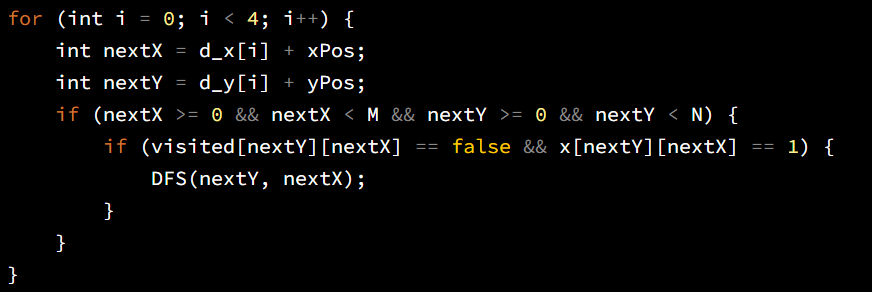 for (int i = 0; i < 4; i++) {
    int nextX = d_x[i] + xPos;
    int nextY = d_y[i] + yPos;
    if (nextX >= 0 && nextX < M && nextY >= 0 && nextY < N) {
        if (visited[nextY][nextX] == false && x[nextY][nextX] == 1) {
            DFS(nextY, nextX);
        }
    }
}